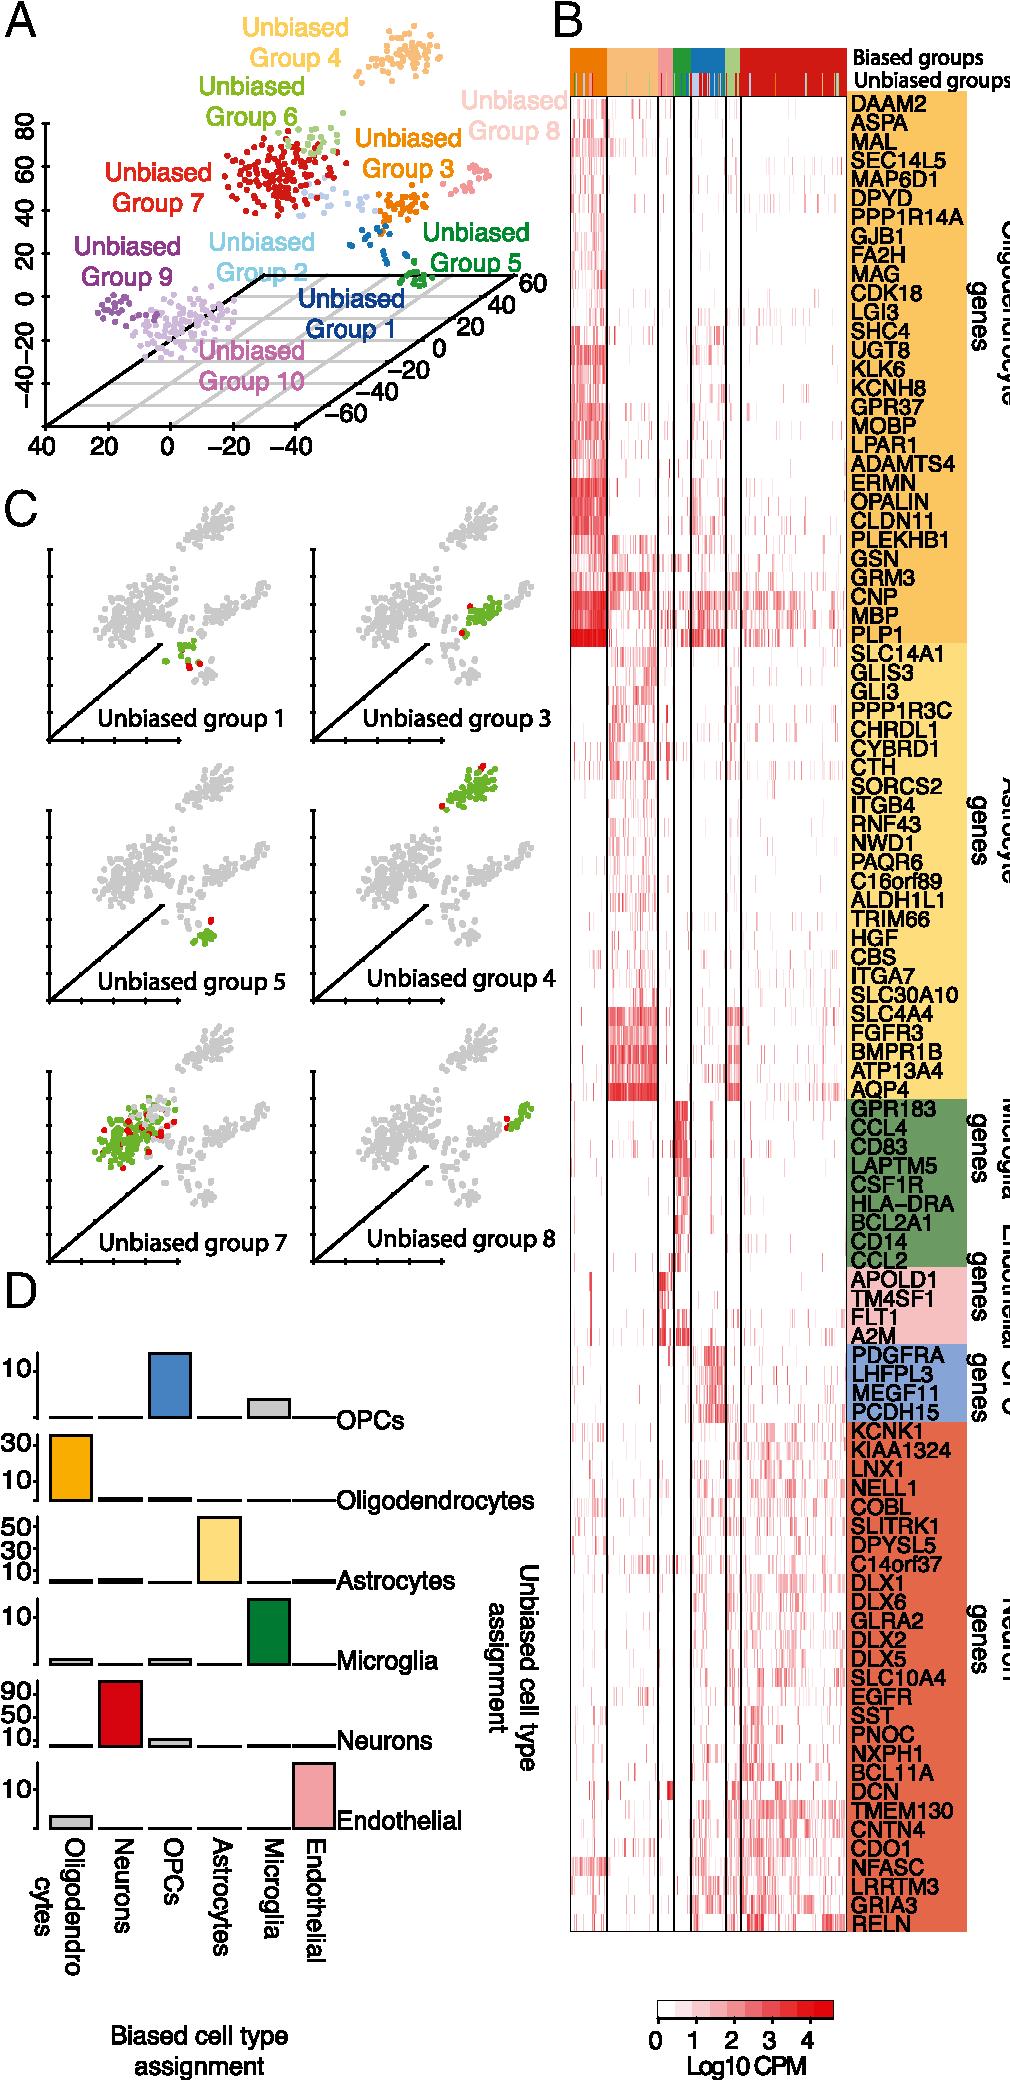 A
Unbiased
Group 4
Unbiased
Group 6
Unbiased
Group 8
Unbiased
Group 3
Unbiased
Group 7
Unbiased
Group 9
Unbiased
Group 2
Unbiased
Group 5
Unbiased
Group 1
Unbiased
Group 10
80
60
40
20
0
−20
−40
40 20 0 −20 −40
60
40
20
0
−20
−40
−60
B
Biased groups
Unbiased groups
DAAM2
ASPA
MAL
SEC14L5
MAP6D1
DPYD
PPP1R14A
GJB1
FA2H
MAG
CDK18
LGI3
SHC4
UGT8
KLK6
KCNH8
GPR37
MOBP
LPAR1
ADAMTS4
ERMN
OPALIN
CLDN11
PLEKHB1
GSN
GRM3
CNP
MBP
PLP1
SLC14A1
GLIS3
GLI3
PPP1R3C
CHRDL1
CYBRD1
CTH
SORCS2
ITGB4
RNF43
NWD1
PAQR6
C16orf89
ALDH1L1
TRIM66
HGF
CBS
ITGA7
SLC30A10
SLC4A4
FGFR3
BMPR1B
ATP13A4
AQP4
GPR183
CCL4
CD83
LAPTM5
CSF1R
HLA−DRA
BCL2A1
CD14
CCL2
APOLD1
TM4SF1
FLT1
A2M
PDGFRA
LHFPL3
MEGF11
PCDH15
KCNK1
KIAA1324
LNX1
NELL1
COBL
SLITRK1
DPYSL5
C14orf37
DLX1
DLX6
GLRA2
DLX2
DLX5
SLC10A4
EGFR
SST
PNOC
NXPH1
BCL11A
DCN
TMEM130
CNTN4
CDO1
NFASC
LRRTM3
GRIA3
RELN
genes
genes
genes
genes
genes
genes
0 1 2 3 4
Log10 CPM
C
Unbiased group 1
Unbiased group 3
Unbiased group 5
Unbiased group 4
Unbiased group 7
Unbiased group 8
D
10
OPCs
30
10
Oligodendrocytes
50
30
10
Astrocytes
10
Microglia
90
50
10
Neurons
10
Endothelial
Unbiased cell type
assignment
Oligodendro
cytes
Neurons
OPCs
Astrocytes
Microglia
Endothelial
Biased cell type
assignment